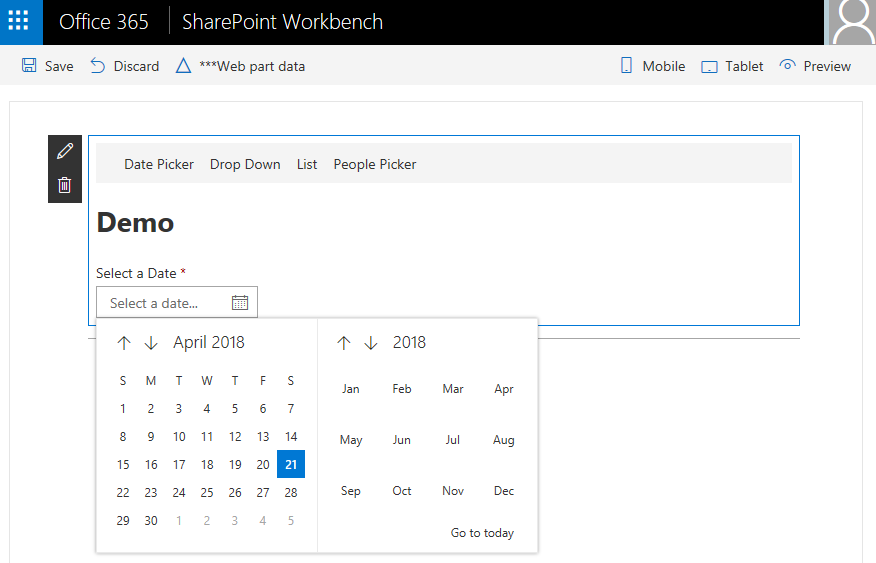 Office 365 SharePoint Workbench
Save Discard ***Web part data Mobile Tablet Preview
Date Picker Drop Down List People Picker
Demo
Select a Date *
Select a date...
April 2018
S M T W T F S
1 2 3 4 5 6 7
8 9 10 11 12 13 14
15 16 17 18 19 20 21
22 23 24 25 26 27 28
29 30 1 2 3 4 5
2018
Jan Feb Mar Apr
May Jun Jul Aug
Sep Oct Nov Dec
Go to today